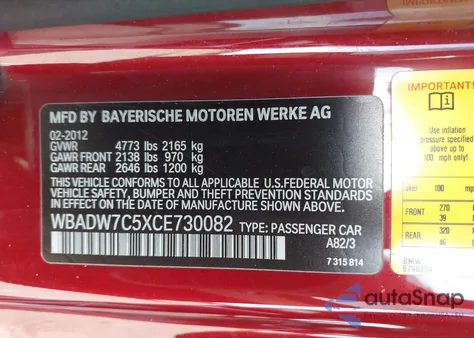 MFD BY BAYERISCHE MOTOREN WERKE AG
02-2012
GVWR 4773 lbs 2165 kg
GAWR FRONT 2138 lbs 970 kg
GAWR REAR 2646 lbs 1200 kg
THIS VEHICLE CONFORMS TO ALL APPLICABLE U.S.FEDERAL MOTOR
VEHICLE SAFETY, BUMPER AND THEFT PREVENTION STANDARDS
IN EFFECT ON THE DATE OF MANUFACTURE SHOWN ABOVE.
WBADW7C5XCE730082 TYPE: PASSENGER CAR
A82/3
7 315 814
IMPORTANT!
Use inflation
pressure
specified above
100 mph only!
100 mph
FRONT 270
39
REAR 320
46
BMW
6798354
autoSnap